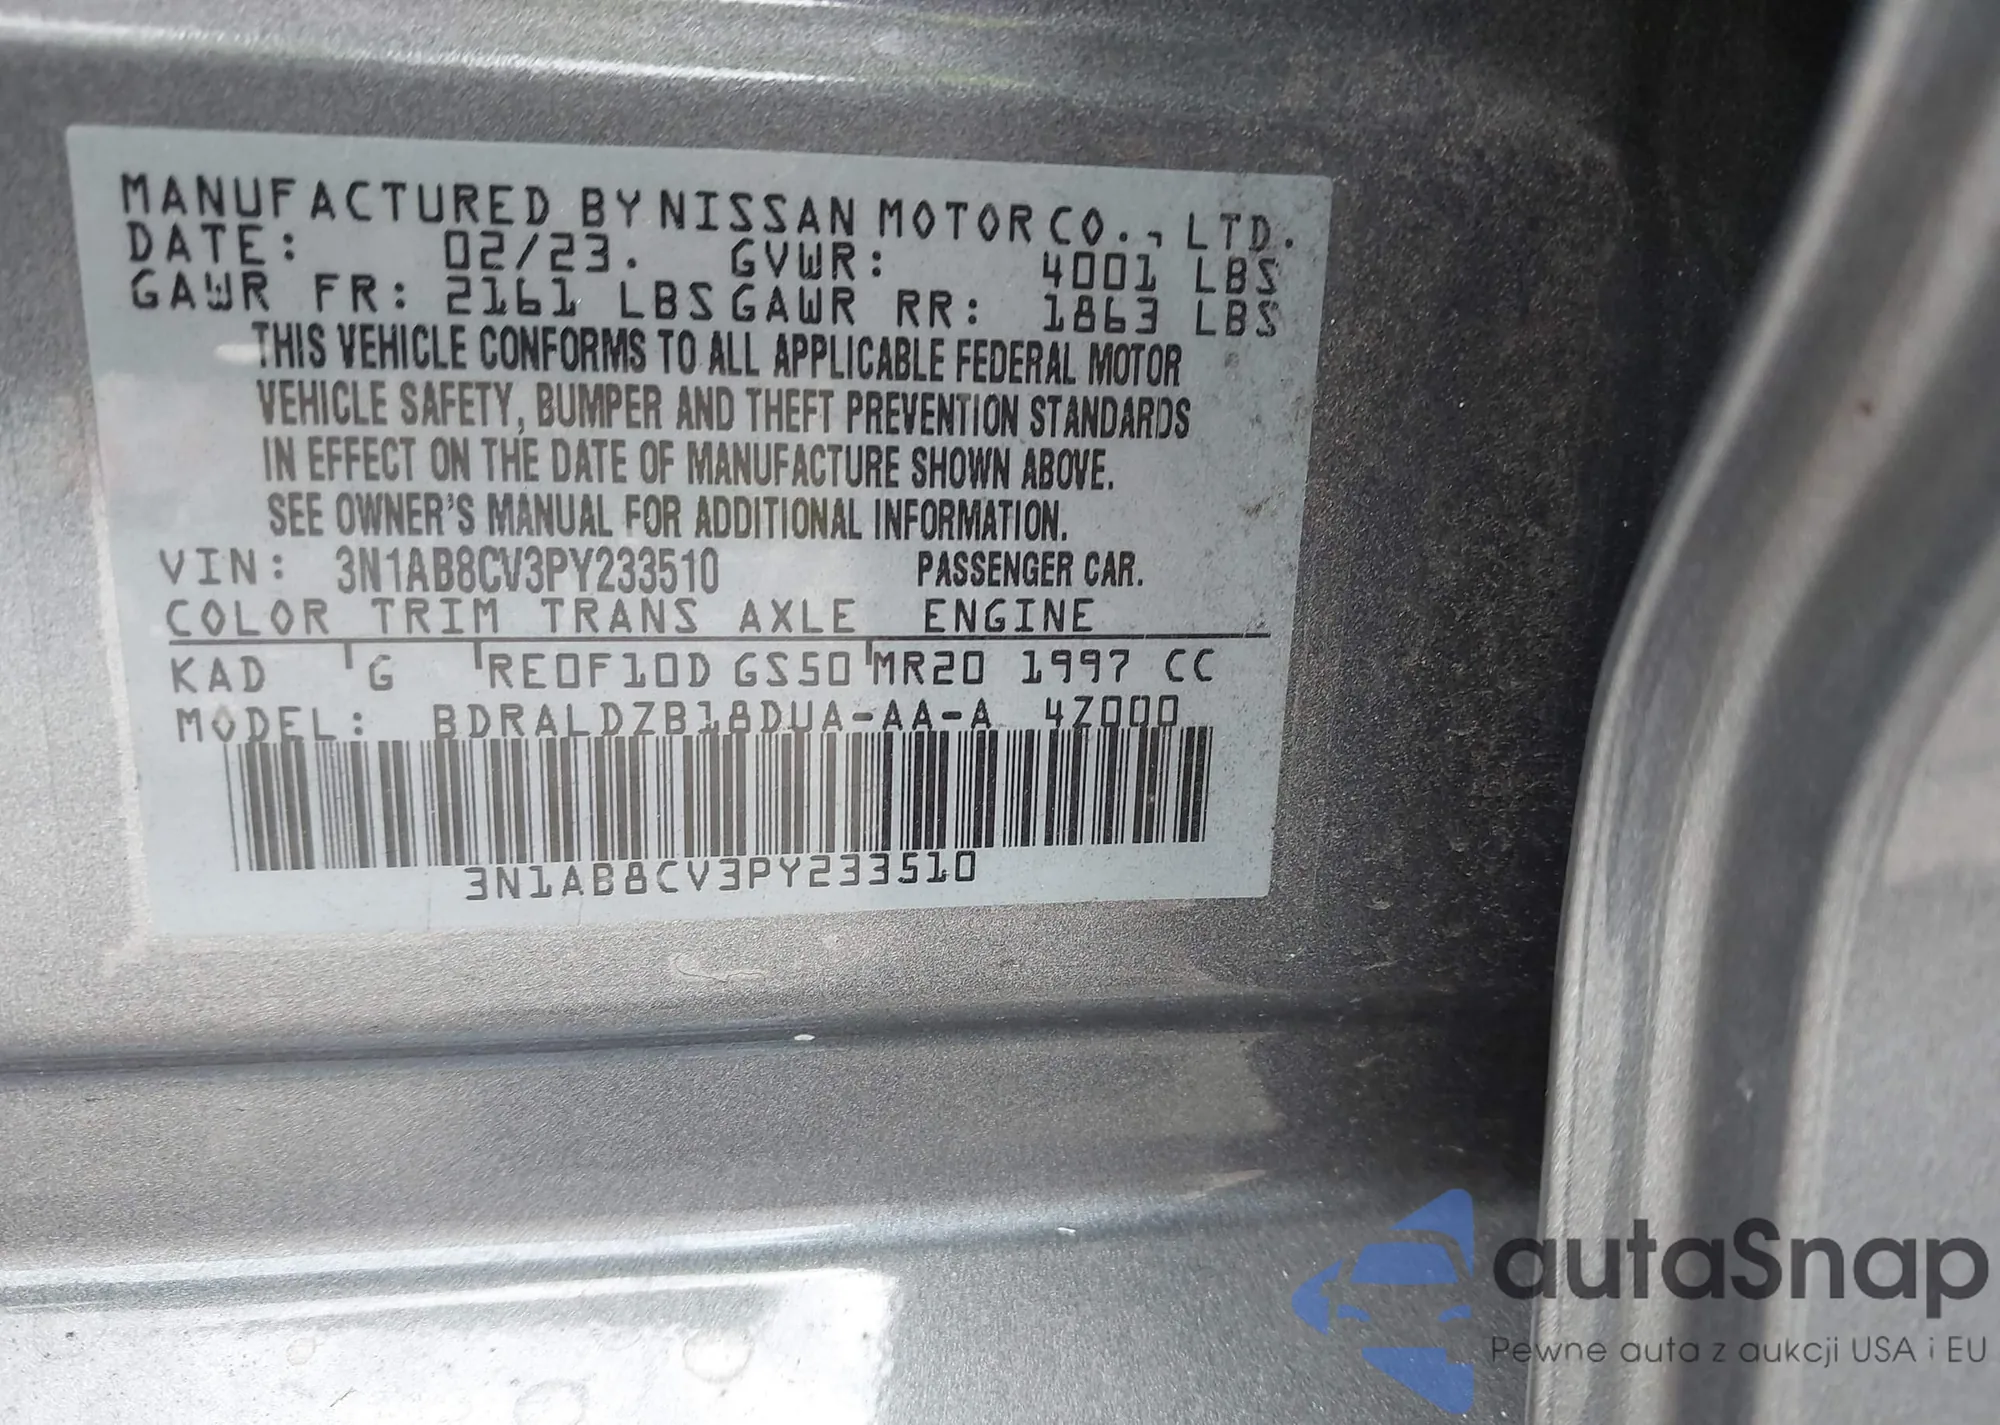 MANUFACTURED BY NISSAN MOTOR CO., LTD.
DATE: 02/23. GVWR: 4001 LBS
GAWR FR: 2161 LBS GAWR RR: 1863 LBS
THIS VEHICLE CONFORMS TO ALL APPLICABLE FEDERAL MOTOR
VEHICLE SAFETY, BUMPER AND THEFT PREVENTION STANDARDS
IN EFFECT ON THE DATE OF MANUFACTURE SHOWN ABOVE.
SEE OWNER'S MANUAL FOR ADDITIONAL INFORMATION.
VIN: 3N1AB8CV3PY233510 PASSENGER CAR.
COLOR TRIM TRANS AXLE ENGINE
KAD G RE0F10D GS50 MR20 1997 CC
MODEL: BDRALDZB18DUA-AA-A 4Z000
3N1AB8CV3PY233510
autaSnap
Pewne auta z aukcji USA i EU